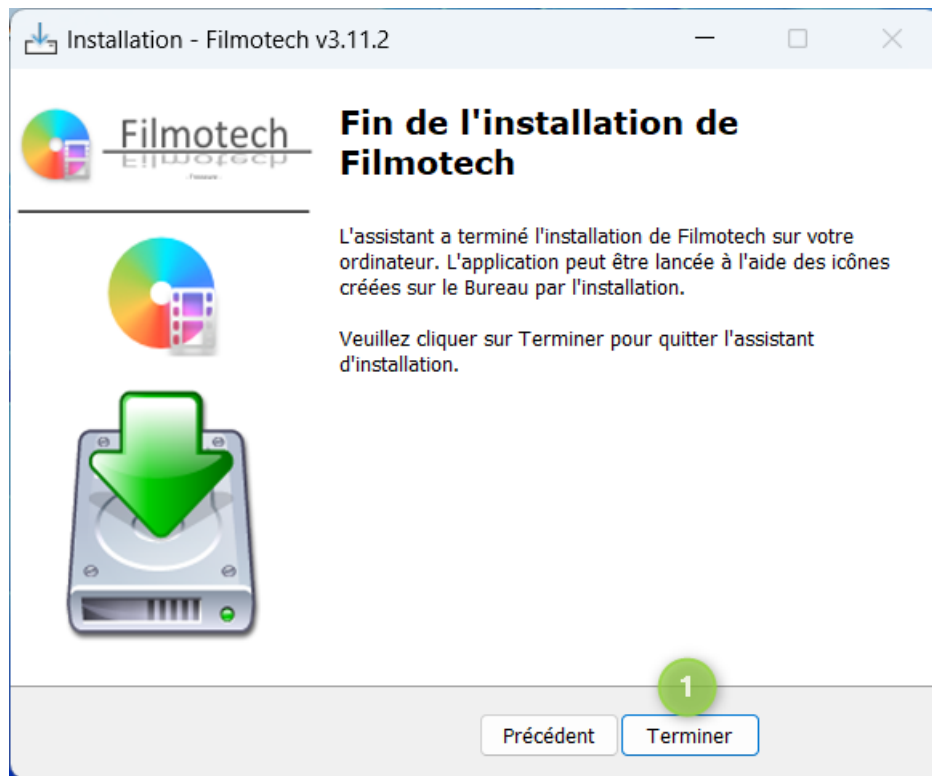 Installation - Filmotech v3.11.2
Filmotech
- Freeware -
Fin de l'installation de
Filmotech
L'assistant a terminé l'installation de Filmotech sur votre
ordinateur. L'application peut être lancée à l'aide des icônes
créées sur le Bureau par l'installation.
Veuillez cliquer sur Terminer pour quitter l'assistant
d'installation.
1
Précédent
Terminer